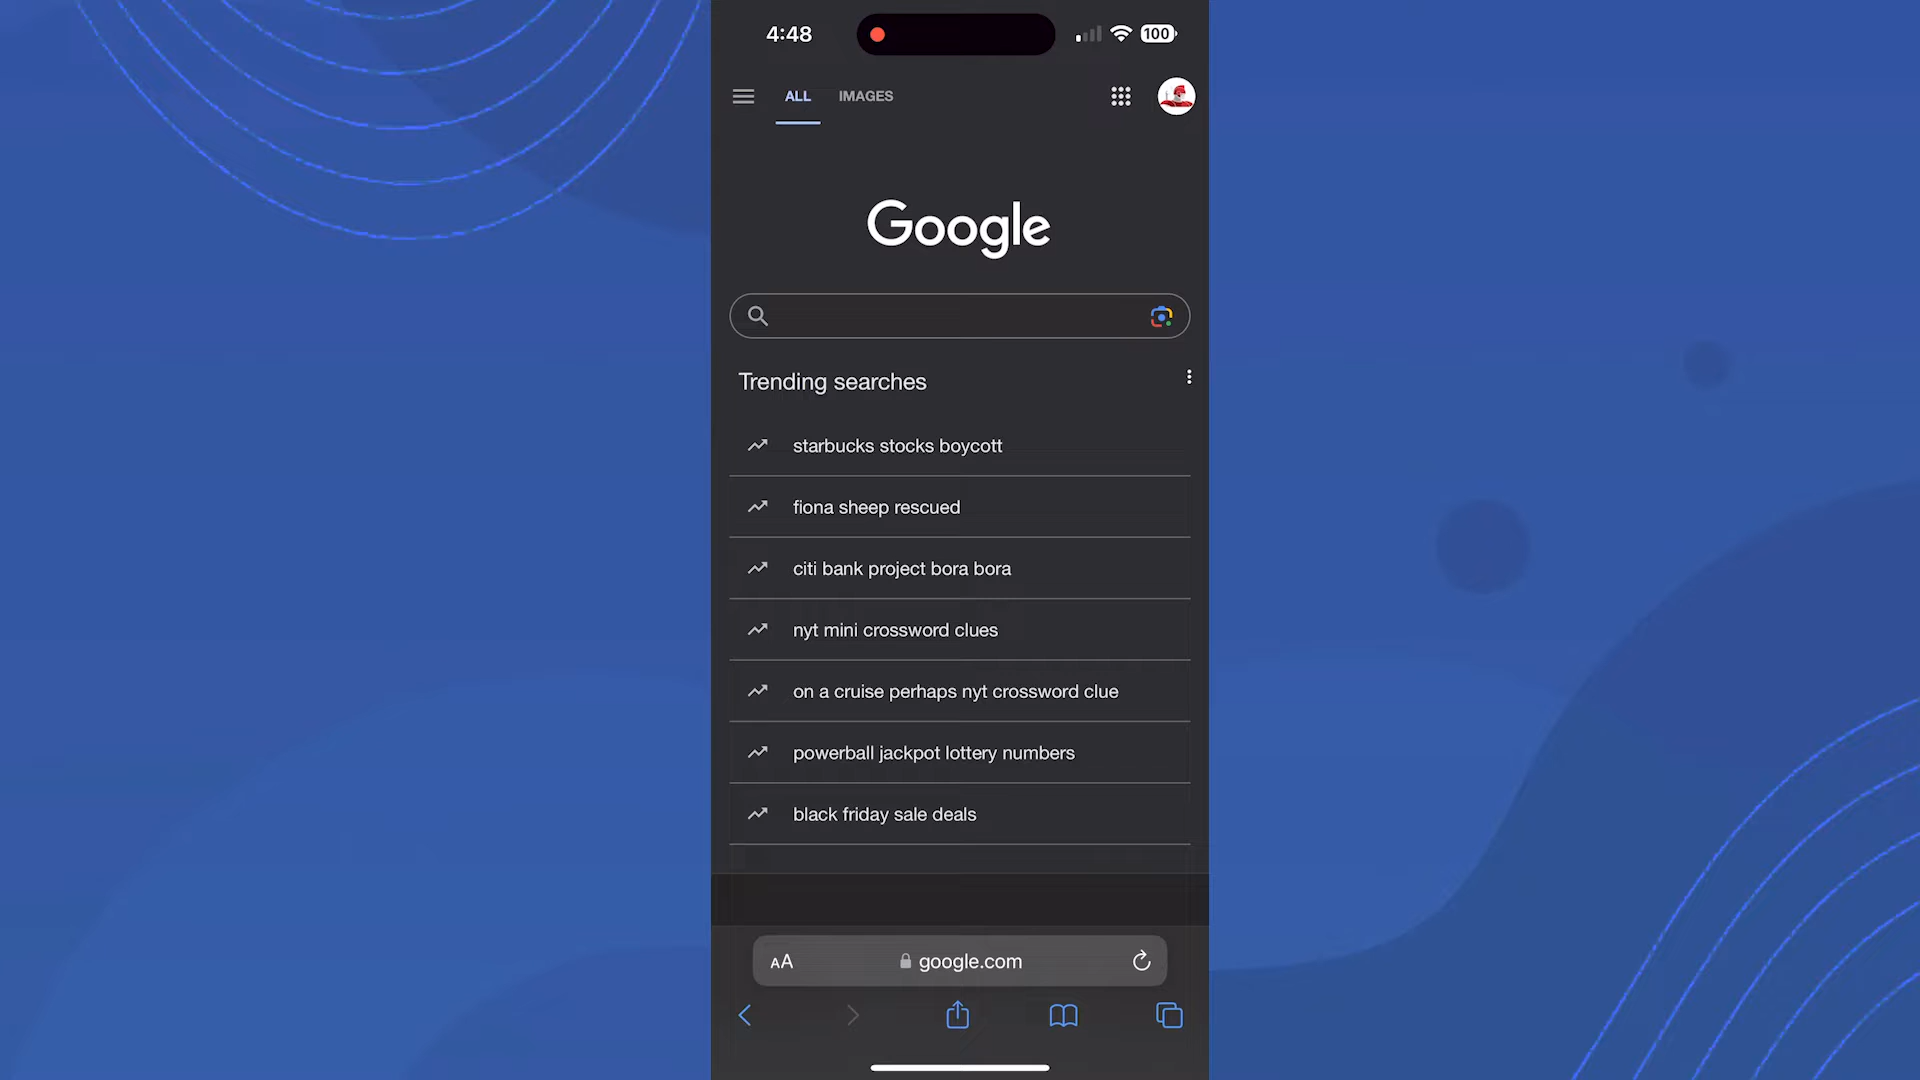 4:48
100
ALL IMAGES
Google
Trending searches
starbucks stocks boycott
fiona sheep rescued
citi bank project bora bora
nyt mini crossword clues
on a cruise perhaps nyt crossword clue
powerball jackpot lottery numbers
black friday sale deals
AA google.com